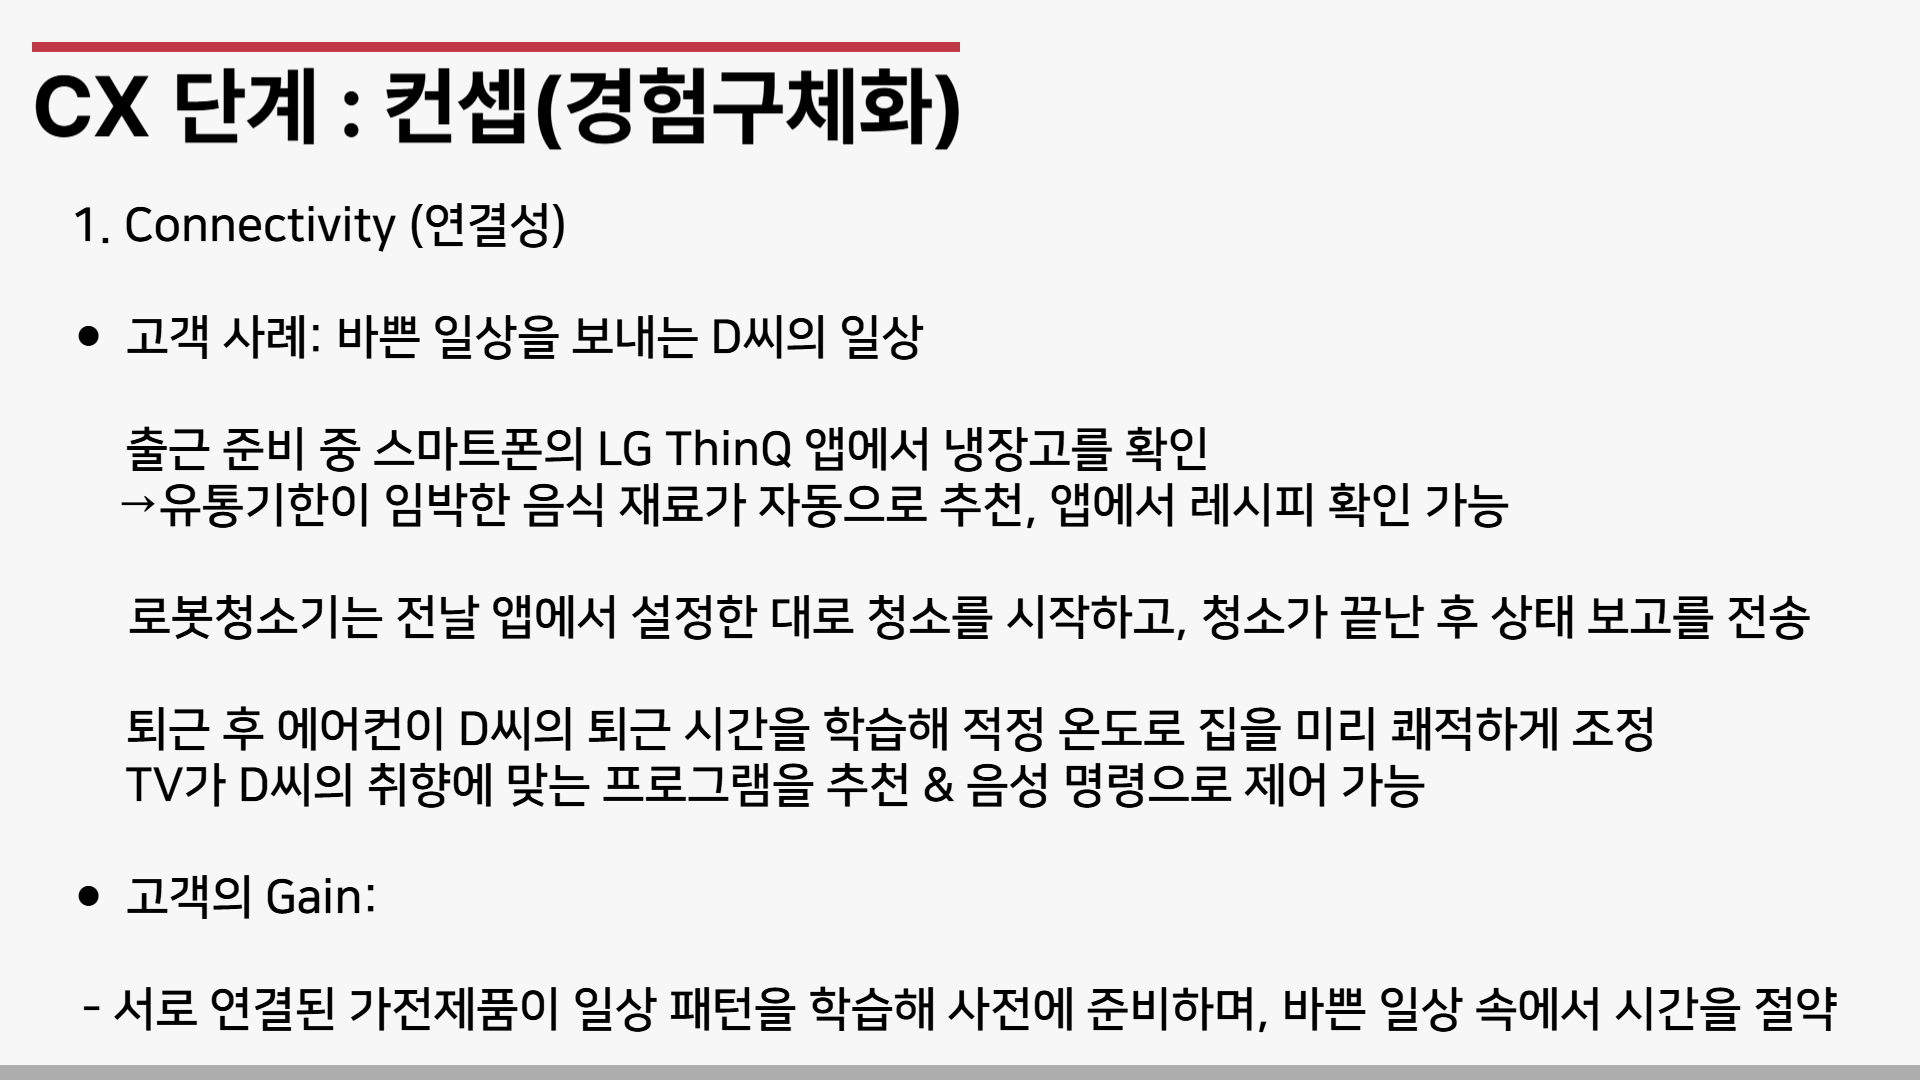 CX 단계 : 컨셉(경험구체화)
1. Connectivity (연결성)
● 고객 사례: 바쁜 일상을 보내는 D씨의 일상
출근 준비 중 스마트폰의 LG ThinQ 앱에서 냉장고를 확인
→유통기한이 임박한 음식 재료가 자동으로 추천, 앱에서 레시피 확인 가능
로봇청소기는 전날 앱에서 설정한 대로 청소를 시작하고, 청소가 끝난 후 상태 보고를 전송
퇴근 후 에어컨이 D씨의 퇴근 시간을 학습해 적정 온도로 집을 미리 쾌적하게 조정
TV가 D씨의 취향에 맞는 프로그램을 추천 & 음성 명령으로 제어 가능
● 고객의 Gain:
- 서로 연결된 가전제품이 일상 패턴을 학습해 사전에 준비하며, 바쁜 일상 속에서 시간을 절약